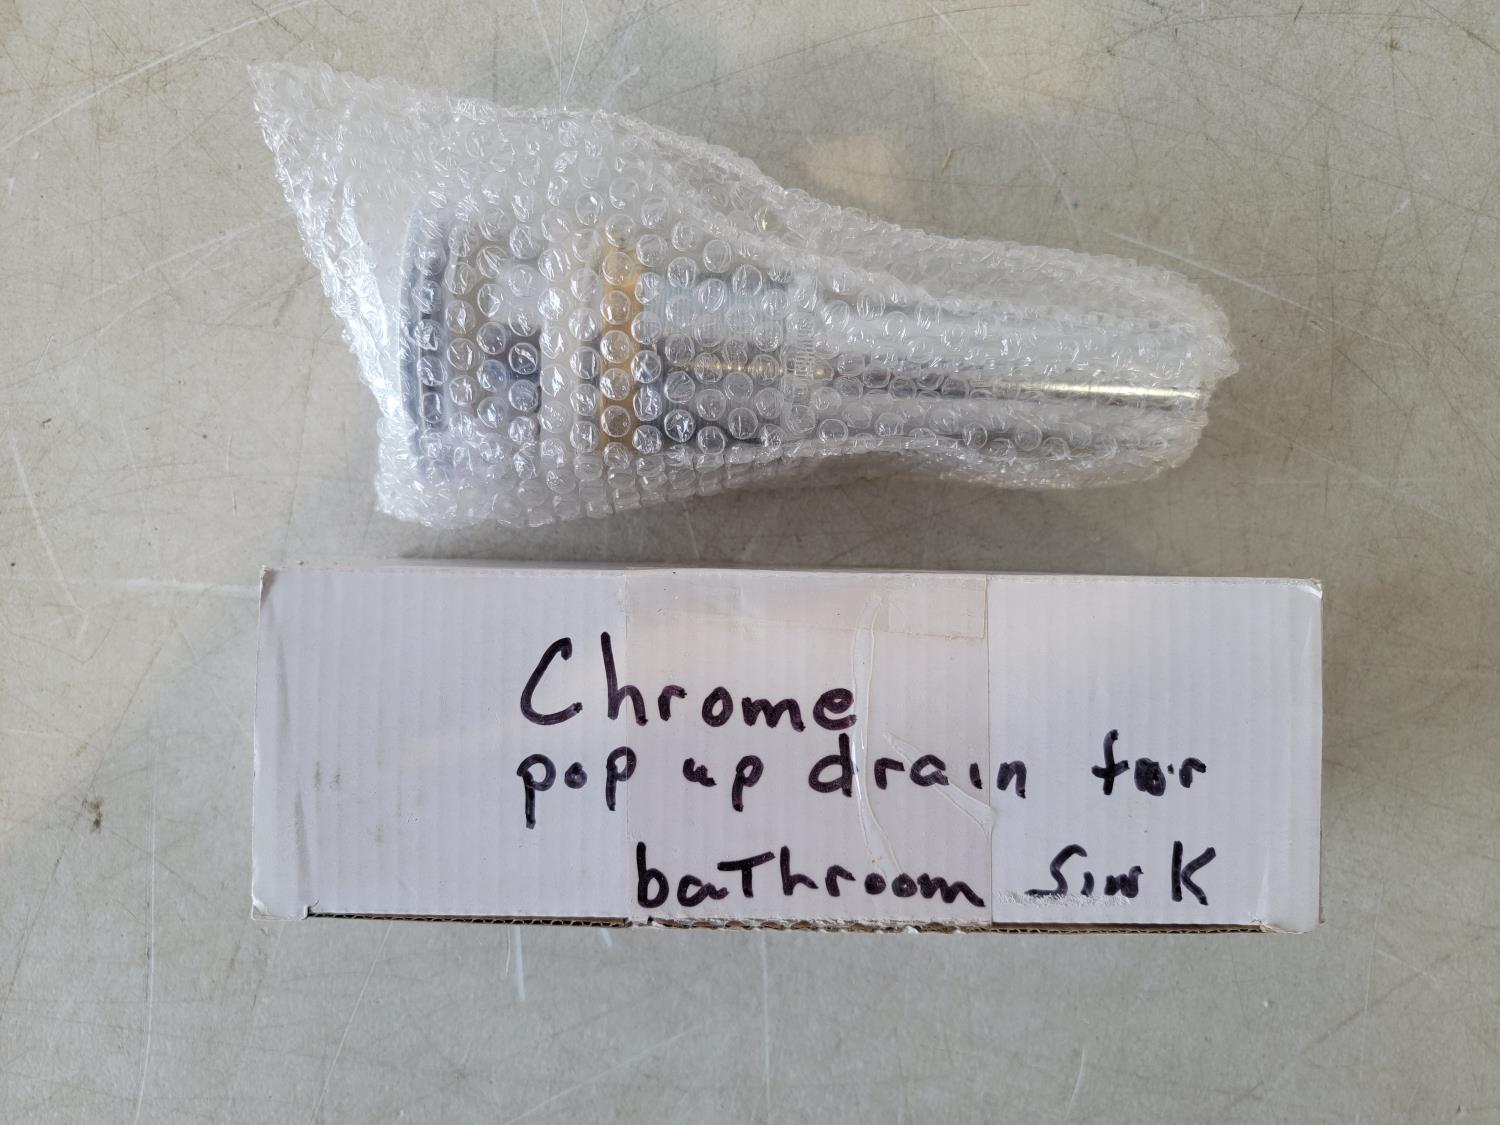 Chrome
pop up drain for
baThroom SinK